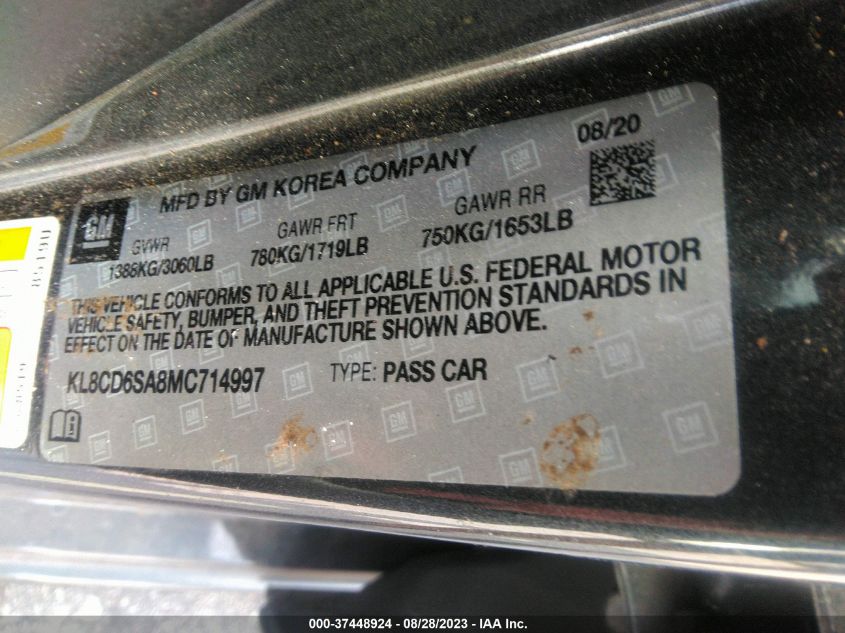 08/20
MFD BY GM KOREA COMPANY
GM
GVWR GAWR FRT GAWR RR
1388KG/3060LB 780KG/1719LB 750KG/1653LB
THIS VEHICLE CONFORMS TO ALL APPLICABLE U.S. FEDERAL MOTOR
VEHICLE SAFETY, BUMPER, AND THEFT PREVENTION STANDARDS IN
EFFECT ON THE DATE OF MANUFACTURE SHOWN ABOVE.
KL8CD6SA8MC714997 TYPE: PASS CAR
000-37448924 - 08/28/2023 - IAA Inc.